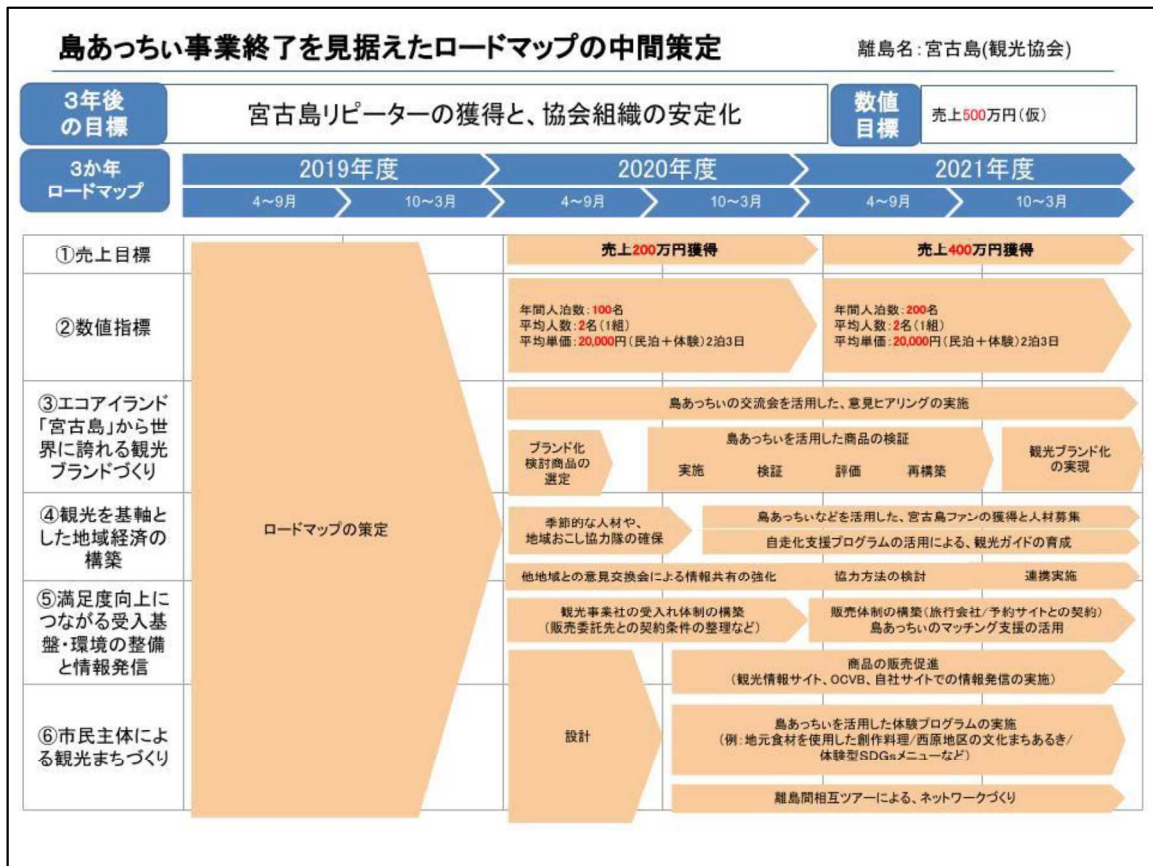 島あっちぃ事業終了を見据えたロードマップの中間策定
離島名：宮古島(観光協会)
3年後
の目標
宮古島リピーターの獲得と、協会組織の安定化
数値
目標
売上500万円(仮)
3か年
ロードマップ
2019年度
2020年度
2021年度
4～9月
10～3月
4～9月
10～3月
4～9月
10～3月
①売上目標
売上200万円獲得
売上400万円獲得
②数値指標
年間人泊数：100名
平均人数：2名(1組)
平均単価：20,000円(民泊＋体験)2泊3日
年間人泊数：200名
平均人数：2名(1組)
平均単価：20,000円(民泊＋体験)2泊3日
③エコアイランド
「宮古島」から世
界に誇れる観光
ブランドづくり
島あっちぃの交流会を活用した、意見ヒアリングの実施
ブランド化
検討商品の
選定
島あっちぃを活用した商品の検証
実施
検証
評価
再構築
観光ブランド化
の実現
ロードマップの策定
④観光を基軸と
した地域経済の
構築
季節的な人材や、
地域おこし協力隊の確保
島あっちぃなどを活用した、宮古島ファンの獲得と人材募集
自走化支援プログラムの活用による、観光ガイドの育成
他地域との意見交換会による情報共有の強化
協力方法の検討
連携実施
⑤満足度向上に
つながる受入基
盤・環境の整備
と情報発信
観光事業社の受入れ体制の構築
(販売委託先との契約条件の整理など)
販売体制の構築(旅行会社/予約サイトとの契約)
島あっちぃのマッチング支援の活用
商品の販売促進
(観光情報サイト、OCVB、自社サイトでの情報発信の実施)
⑥市民主体によ
る観光まちづくり
設計
島あっちぃを活用した体験プログラムの実施
(例：地元食材を使用した創作料理/西原地区の文化まちあるき/
体験型SDGsメニューなど)
離島間相互ツアーによる、ネットワークづくり